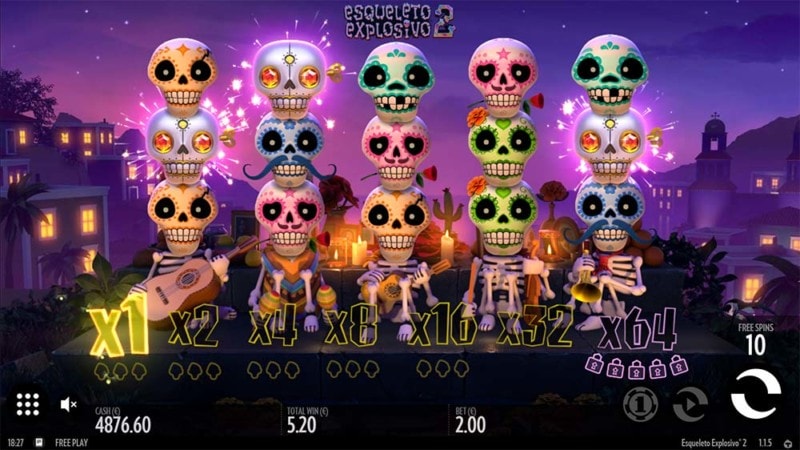 esqueleto
explosivo 2
x1 x2 x4 x8 x16 x32 x64
FREE SPINS
10
CASH (€)
4876.60
TOTAL WIN (€)
5.20
BET (€)
2.00
1
18:27 FREE PLAY Esqueleto Explosivo® 2 1.1.5